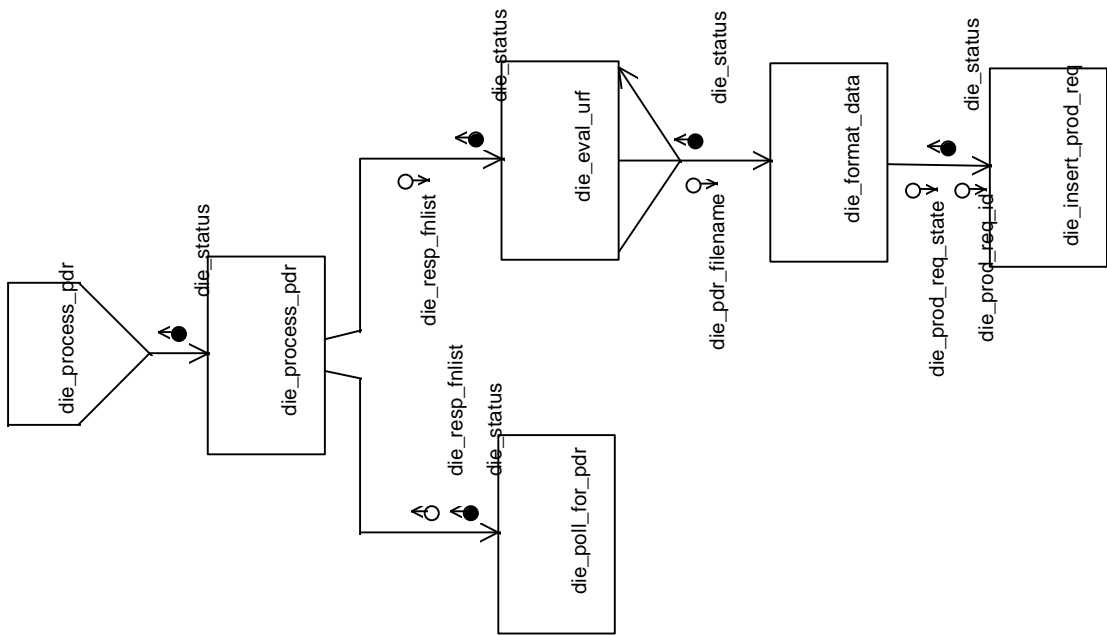 die_process_pdr
die_status
die_process_pdr
die_resp_fnlist
die_status
die_poll_for_pdr
die_resp_fnlist
die_status
die_eval_urf
die_pdr_filename
die_status
die_format_data
die_prod_req_state
die_prod_req_id
die_status
die_insert_prod_req